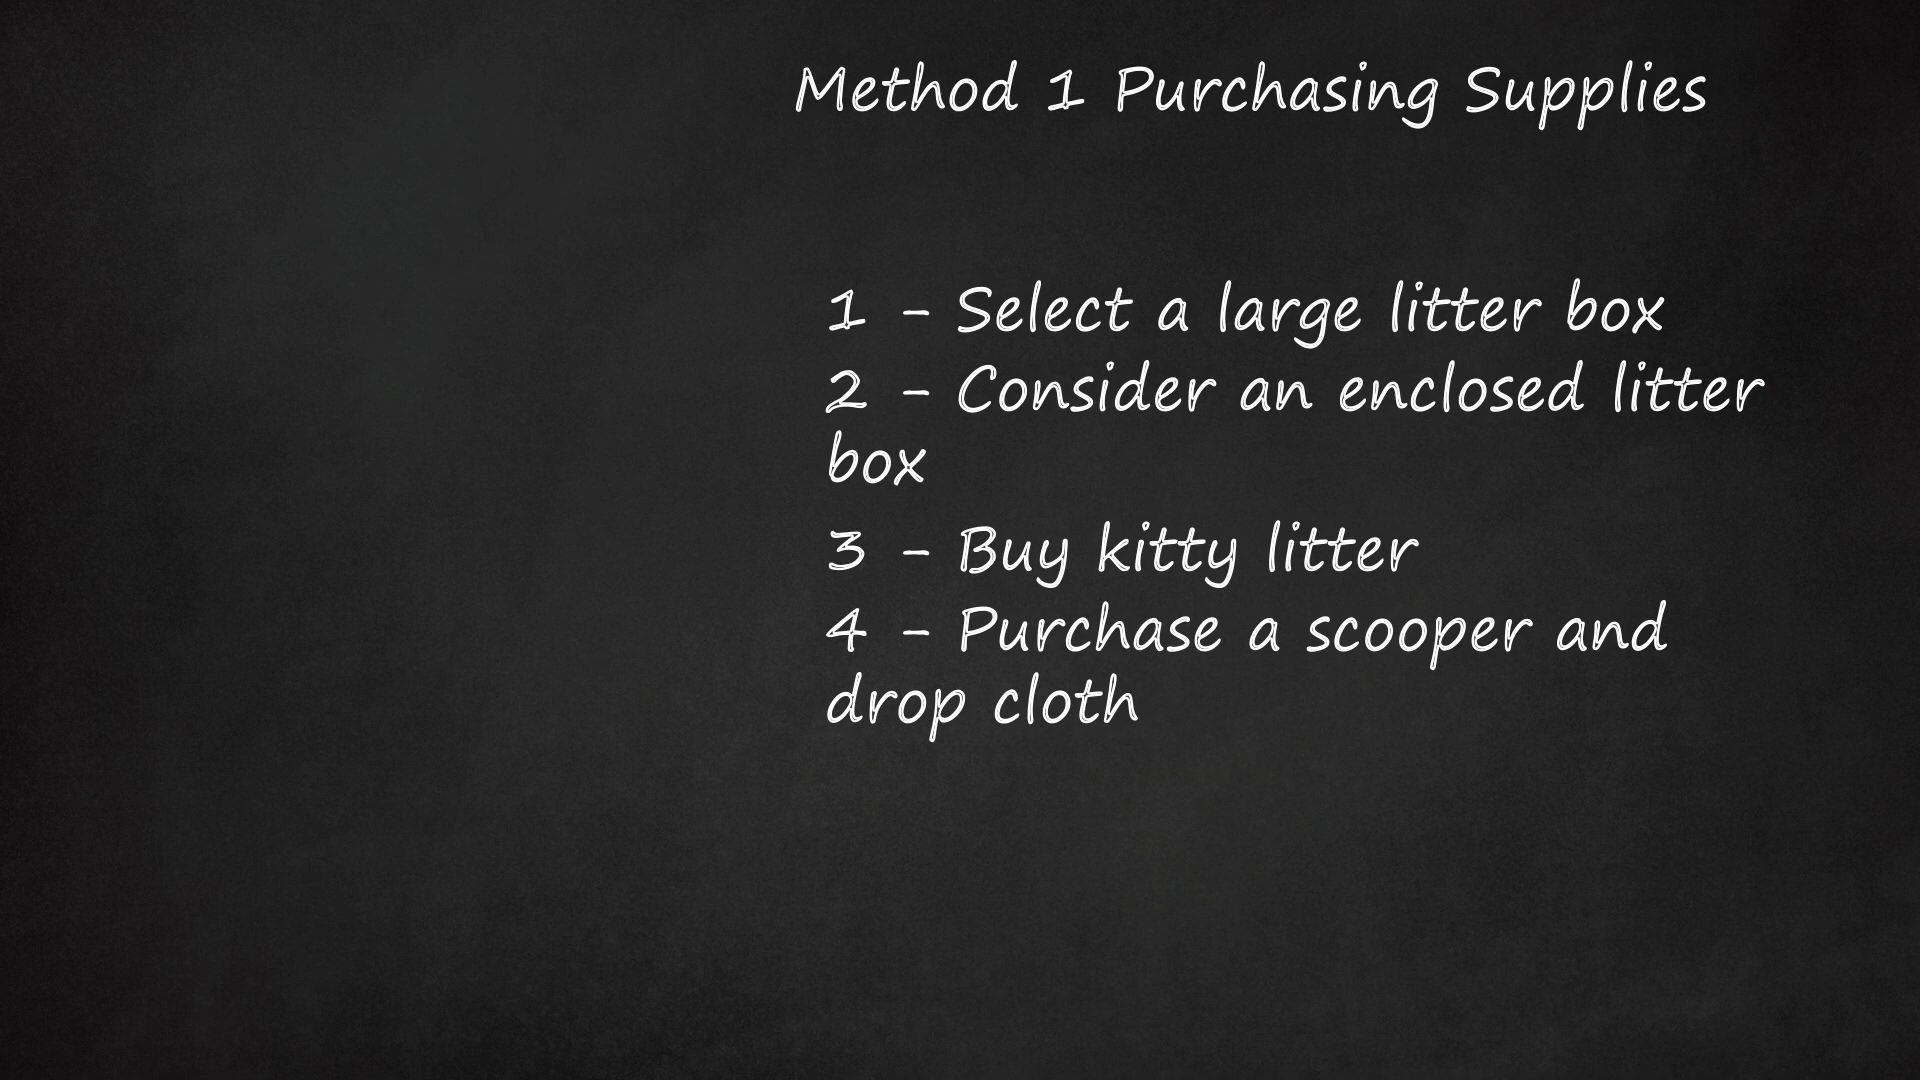 Method 1 Purchasing Supplies
1 - Select a large litter box
2 - Consider an enclosed litter
box
3 - Buy kitty litter
4 - Purchase a scooper and
drop cloth